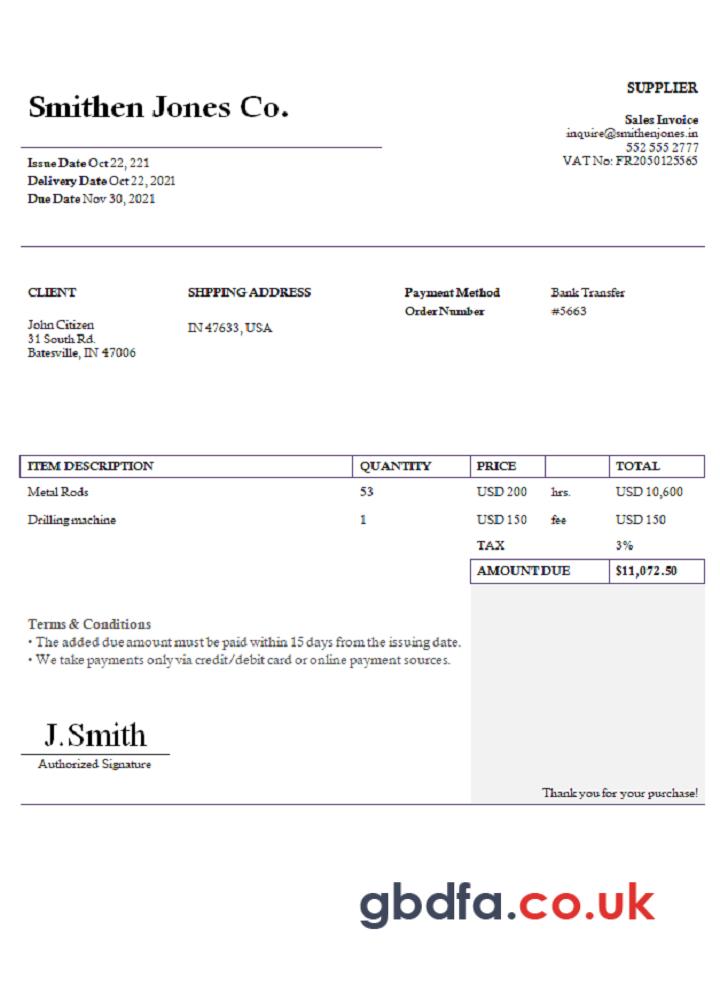 Smithen Jones Co.
SUPPLIER
Sales Invoice
inquire@smithenjones.in
552 555 2777
VAT No: FR2050125565
Issue Date Oct 22, 221
Delivery Date Oct 22, 2021
Due Date Nov 30, 2021
CLIENT
John Citizen
31 South Rd.
Batesville, IN 47006
SHIPPING ADDRESS
IN 47633, USA
Payment Method Bank Transfer
Order Number #5663
ITEM DESCRIPTION QUANTITY PRICE TOTAL
Metal Rods 53 USD 200 hrs. USD 10,600
Drilling machine 1 USD 150 fee USD 150
TAX 3%
AMOUNT DUE $11,072.50
Terms & Conditions
• The added due amount must be paid within 15 days from the issuing date.
• We take payments only via credit/debit card or online payment sources.
J.Smith
Authorized Signature
Thank you for your purchase!
gbdfa.co.uk